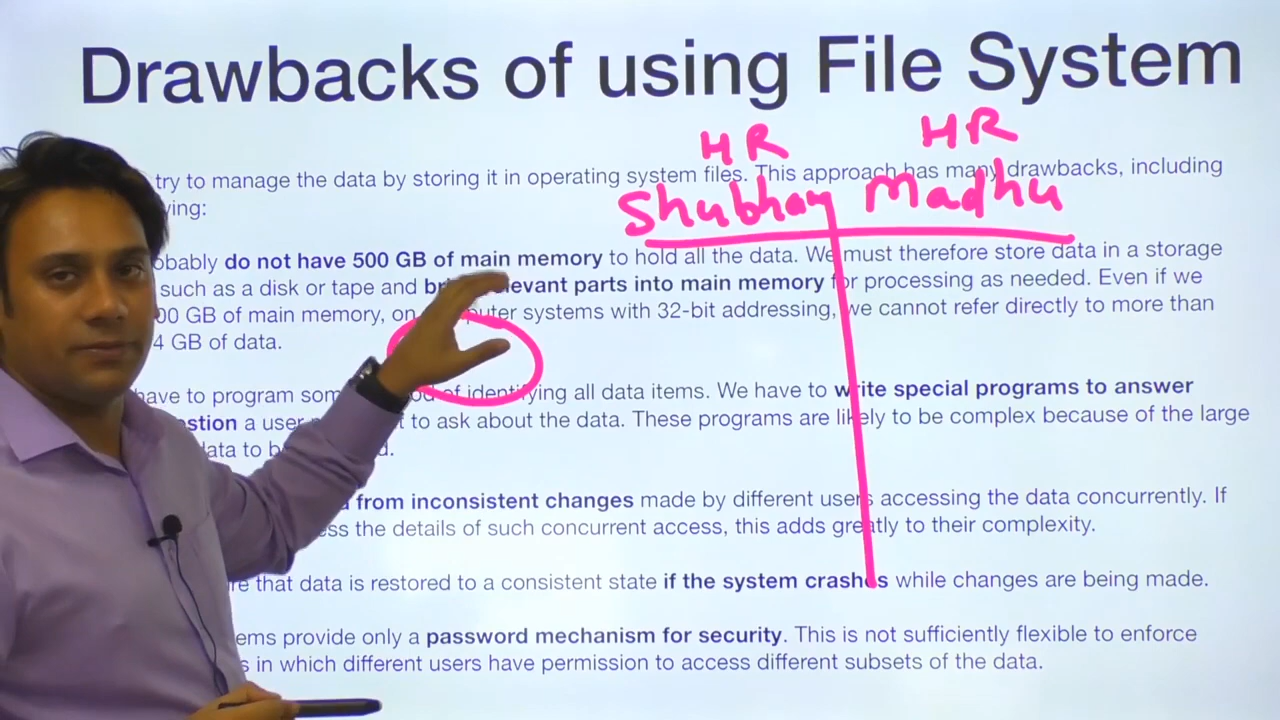 Drawbacks of using File System
HR HR
try to manage the data by storing it in operating system files. This approach has many drawbacks, including
Shubham Madhu
ying:
obably do not have 500 GB of main memory to hold all the data. We must therefore store data in a storage
such as a disk or tape and relevant parts into main memory for processing as needed. Even if we
00 GB of main memory, on computer systems with 32-bit addressing, we cannot refer directly to more than
4 GB of data.
have to program som of identifying all data items. We have to write special programs to answer
estion a user to ask about the data. These programs are likely to be complex because of the large
ata to b d.
from inconsistent changes made by different users accessing the data concurrently. If
ess the details of such concurrent access, this adds greatly to their complexity.
re that data is restored to a consistent state if the system crashes while changes are being made.
ems provide only a password mechanism for security. This is not sufficiently flexible to enforce
s in which different users have permission to access different subsets of the data.